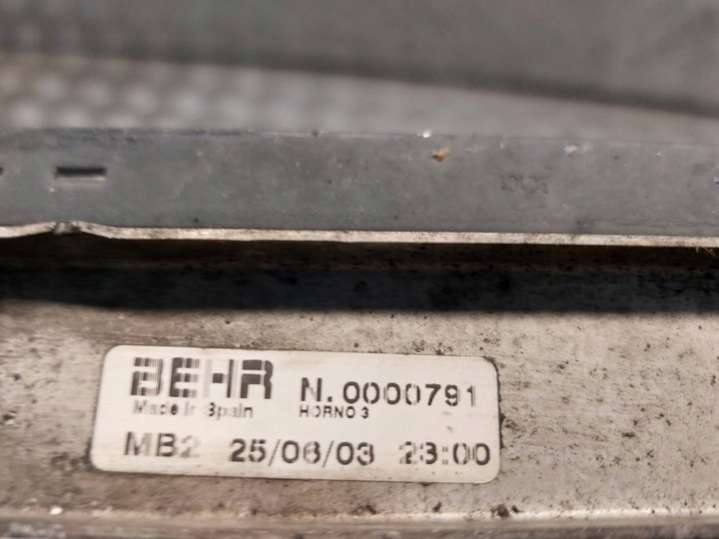 BEHR N.0000791
Made in Spain HORNO 3
MB2 25/06/03 23:00